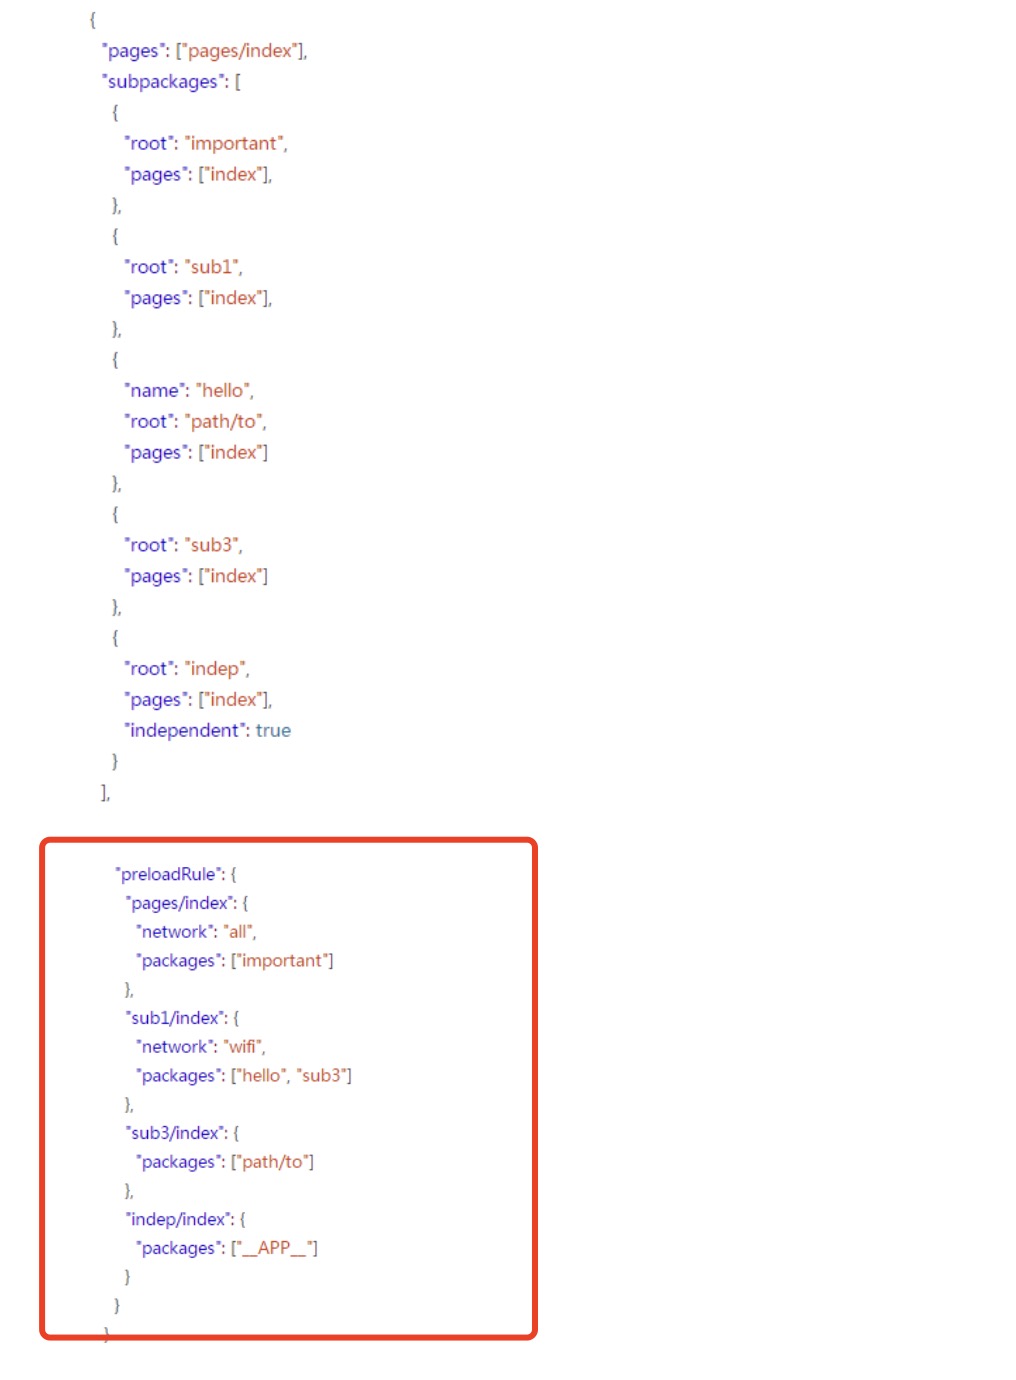 {
"pages": ["pages/index"],
"subpackages": [
{
"root": "important",
"pages": ["index"],
},
{
"root": "sub1",
"pages": ["index"],
},
{
"name": "hello",
"root": "path/to",
"pages": ["index"]
},
{
"root": "sub3",
"pages": ["index"]
},
{
"root": "indep",
"pages": ["index"],
"independent": true
}
],
"preloadRule": {
"pages/index": {
"network": "all",
"packages": ["important"]
},
"sub1/index": {
"network": "wifi",
"packages": ["hello", "sub3"]
},
"sub3/index": {
"packages": ["path/to"]
},
"indep/index": {
"packages": ["__APP__"]
}
}
}